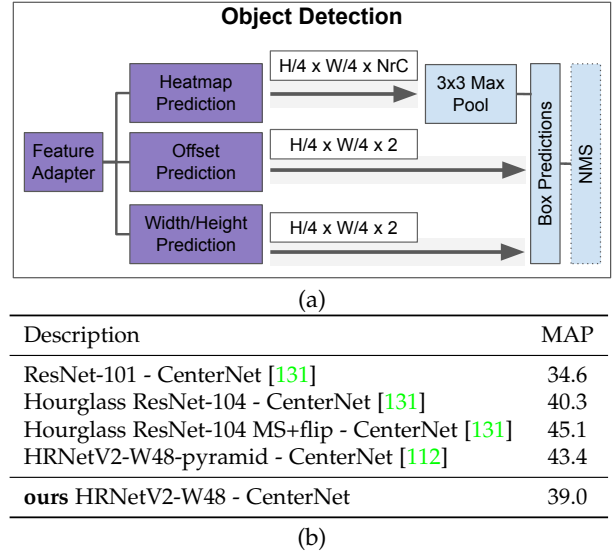 Object Detection
Heatmap
Prediction
H/4 x W/4 x NrC
3x3 Max
Pool
Feature
Adapter
Offset
Prediction
H/4 x W/4 x 2
Width/Height
Prediction
H/4 x W/4 x 2
Box Predictions
NMS
(a)
Description MAP
ResNet-101 - CenterNet [131] 34.6
Hourglass ResNet-104 - CenterNet [131] 40.3
Hourglass ResNet-104 MS+flip - CenterNet [131] 45.1
HRNetV2-W48-pyramid - CenterNet [112] 43.4
ours HRNetV2-W48 - CenterNet 39.0
(b)